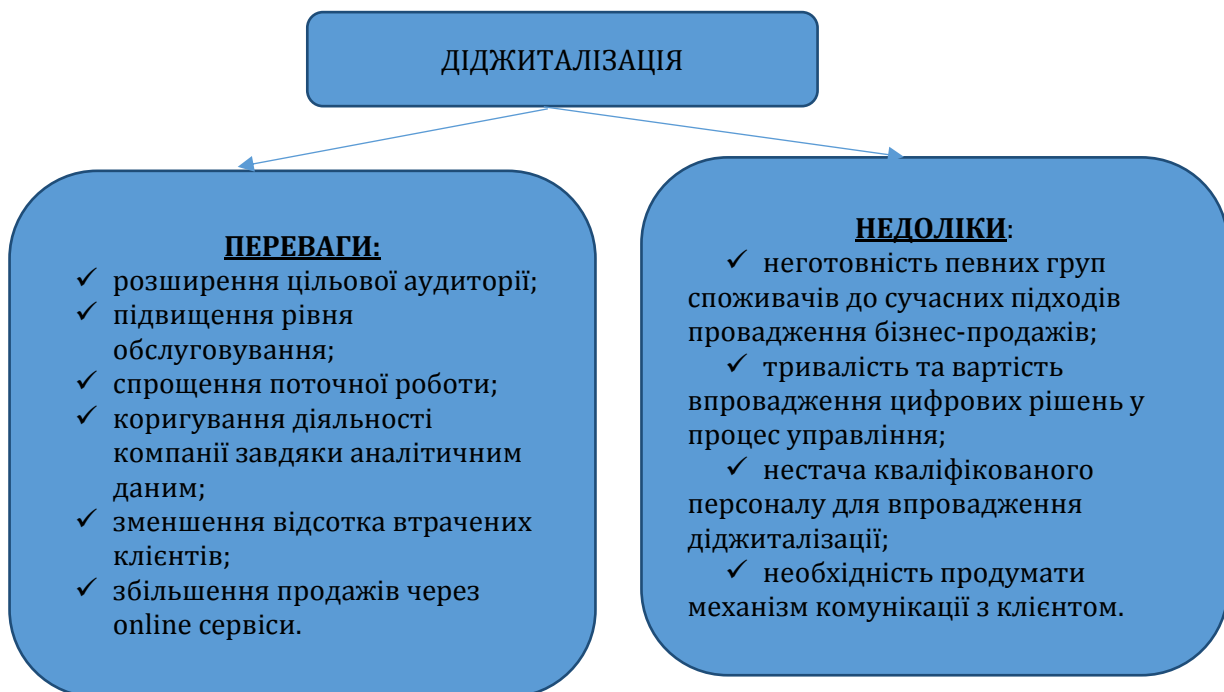 ДІДЖИТАЛІЗАЦІЯ
ПЕРЕВАГИ:
✓ розширення цільової аудиторії;
✓ підвищення рівня
обслуговування;
✓ спрощення поточної роботи;
✓ коригування діяльності
компанії завдяки аналітичним
даним;
✓ зменшення відсотка втрачених
клієнтів;
✓ збільшення продажів через
online сервіси.
НЕДОЛІКИ:
✓ неготовність певних груп
споживачів до сучасних підходів
провадження бізнес-продажів;
✓ тривалість та вартість
впровадження цифрових рішень у
процес управління;
✓ нестача кваліфікованого
персоналу для впровадження
діджиталізації;
✓ необхідність продумати
механізм комунікації з клієнтом.